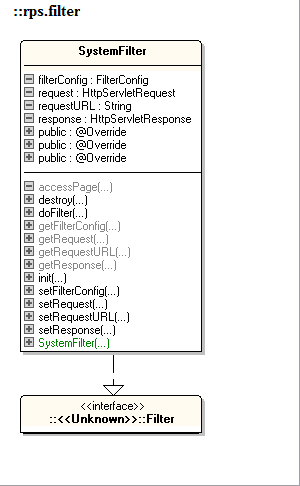 ::rps.filter
SystemFilter
filterConfig : FilterConfig
request : HttpServletRequest
requestURL : String
response : HttpServletResponse
public : @Override
public : @Override
public : @Override
accessPage(...)
destroy(...)
doFilter(...)
getFilterConfig(...)
getRequest(...)
getRequestURL(...)
getResponse(...)
init(...)
setFilterConfig(...)
setRequest(...)
setRequestURL(...)
setResponse(...)
SystemFilter(...)
<<interface>>
::<<Unknown>>::Filter